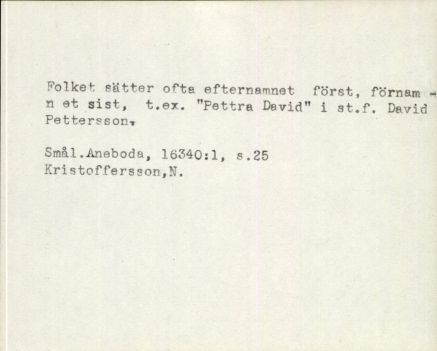 Folket sätter ofta efternamnet först, förnam-
n et sist, t.ex. "Pettra David" i st.f. David
Pettersson.
Smål.Aneboda, 16340:1, s.25
Kristoffersson,N.